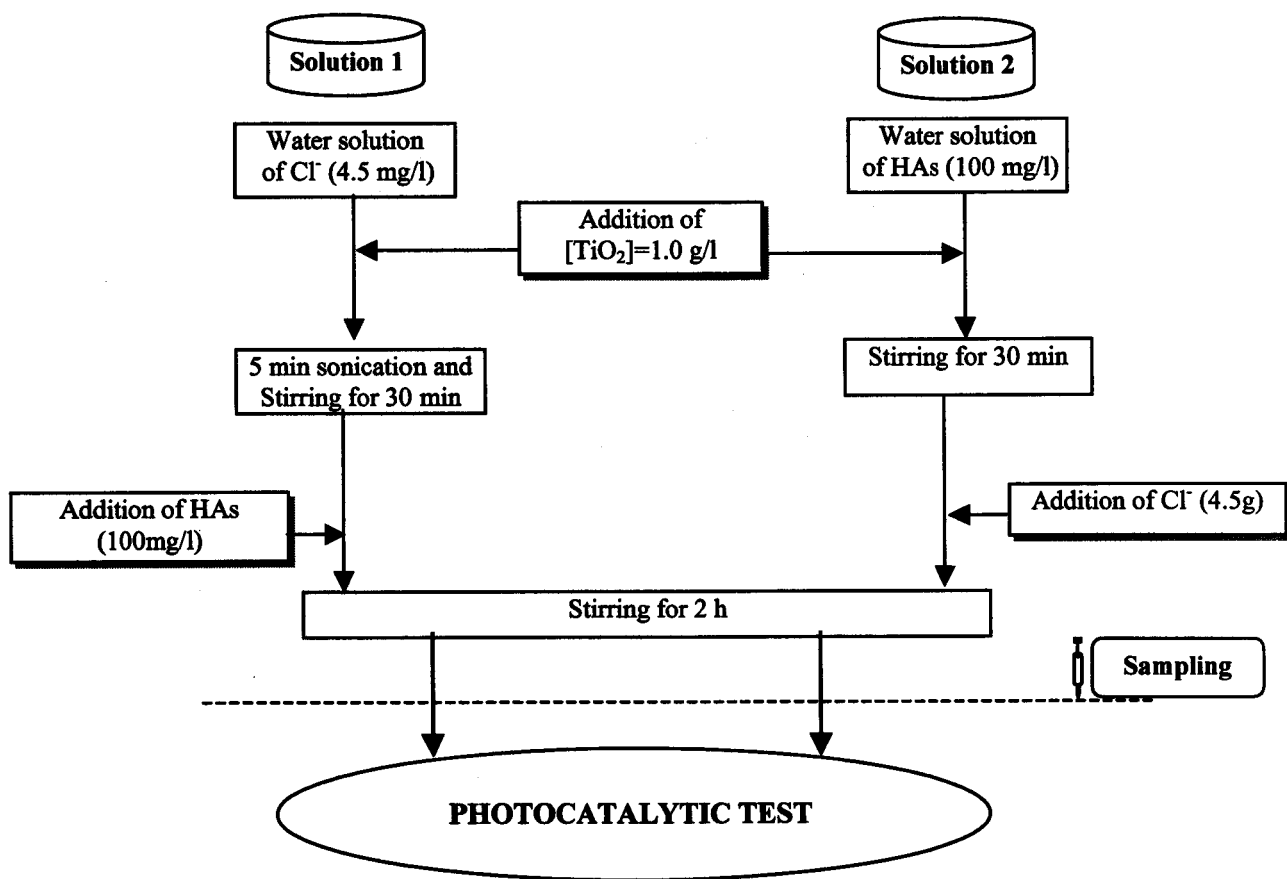 Solution 1
Solution 2
Water solution
of Cl⁻ (4.5 mg/l)
Water solution
of HAs (100 mg/l)
Addition of
[TiO₂]=1.0 g/l
5 min sonication and
Stirring for 30 min
Stirring for 30 min
Addition of HAs
(100mg/l)
Addition of Cl⁻ (4.5g)
Stirring for 2 h
Sampling
PHOTOCATALYTIC TEST